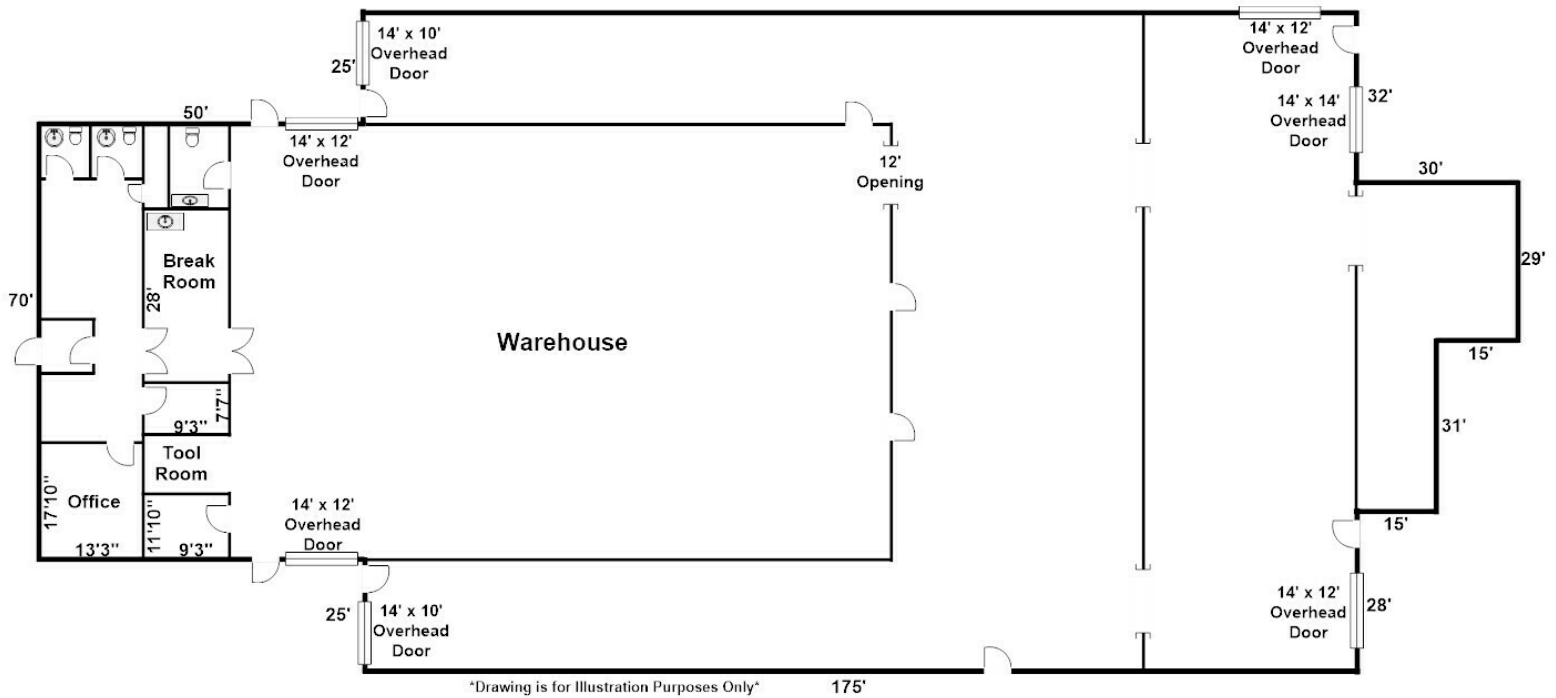 14' x 10'
Overhead
Door
25'
14' x 12'
Overhead
Door
14' x 14'
Overhead
Door
32'
50'
14' x 12'
Overhead
Door
12'
Opening
30'
29'
15'
31'
15'
70'
Break
Room
28'
Warehouse
7'7"
9'3"
Tool
Room
Office
17'10"
13'3"
11'10"
9'3"
14' x 12'
Overhead
Door
25'
14' x 10'
Overhead
Door
14' x 12'
Overhead
Door
28'
*Drawing is for Illustration Purposes Only*
175'